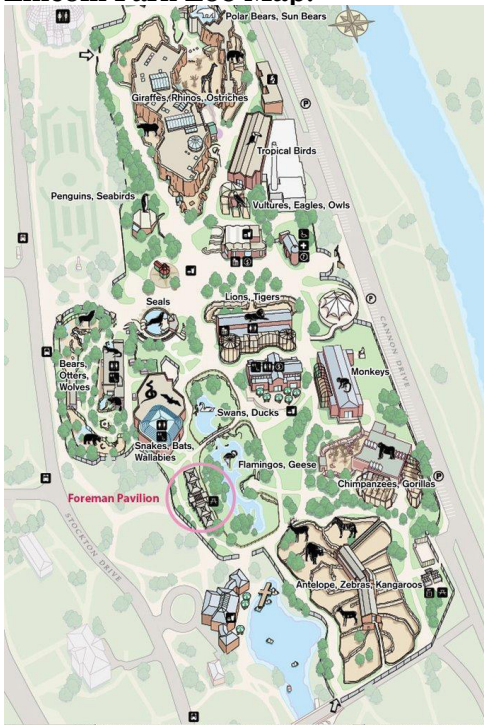 Lincoln Park Zoo Map:
Polar Bears, Sun Bears
Giraffes, Rhinos, Ostriches
P
Tropical Birds
Penguins, Seabirds
Vultures, Eagles, Owls
Seals
Lions, Tigers
P
CANNON DRIVE
Bears,
Otters,
Wolves
Monkeys
Swans, Ducks
Snakes, Bats,
Wallabies
Flamingos, Geese
Chimpanzees, Gorillas
P
Foreman Pavilion
STOCKTON DRIVE
Antelope, Zebras, Kangaroos